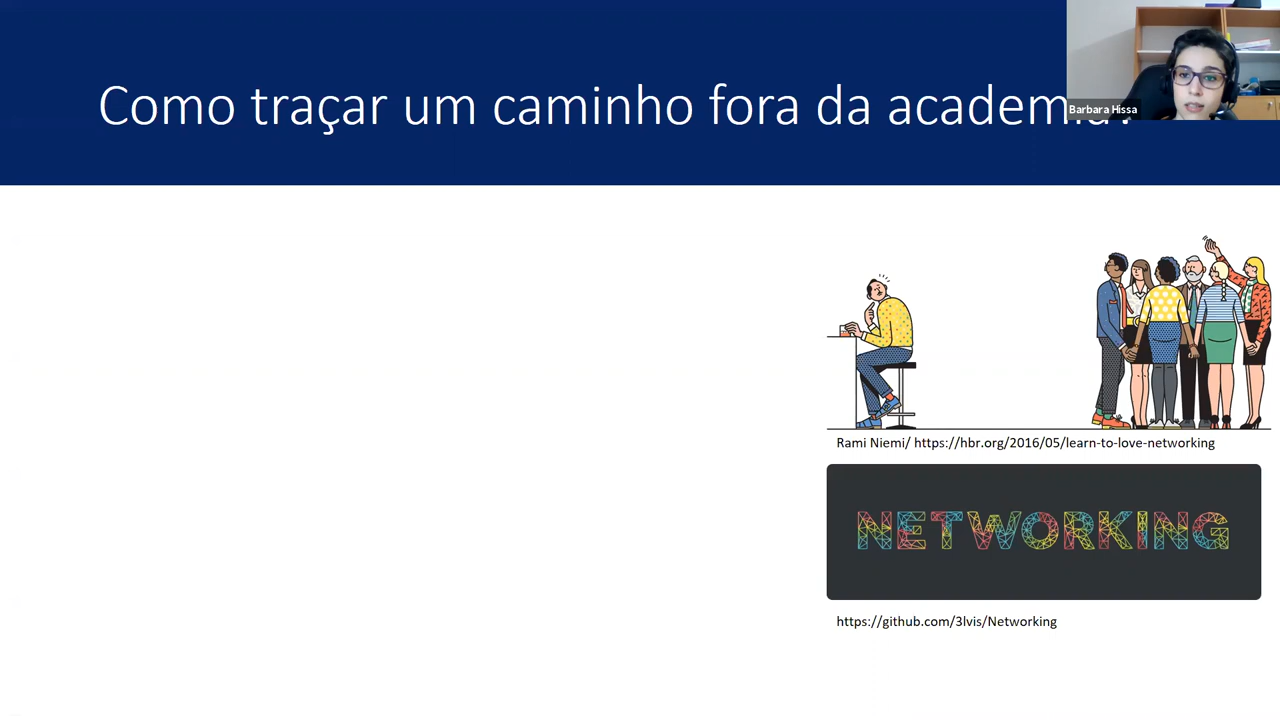 Como traçar um caminho fora da
Barbara Hissa
Rami Niemi/ https://hbr.org/2016/05/learn-to-love-networking
NETWORKING
https://github.com/3lvis/Networking